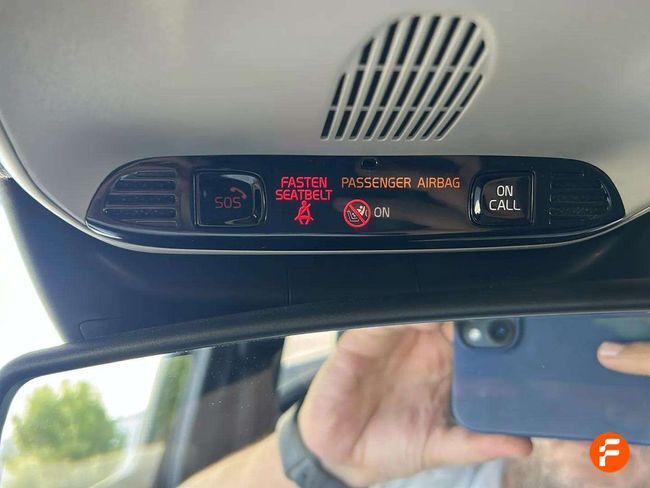 SOS
FASTEN
SEATBELT
PASSENGER AIRBAG
ON
ON
CALL